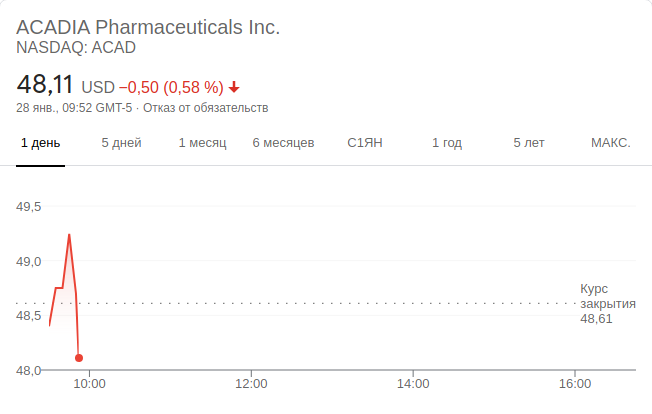 ACADIA Pharmaceuticals Inc.
NASDAQ: ACAD
48,11 USD −0,50 (0,58 %)
28 янв., 09:52 GMT-5 · Отказ от обязательств
1 день 5 дней 1 месяц 6 месяцев С1ЯН 1 год 5 лет МАКС.
49,5
49,0
48,5
48,0
Курс
закрытия
48,61
10:00 12:00 14:00 16:00